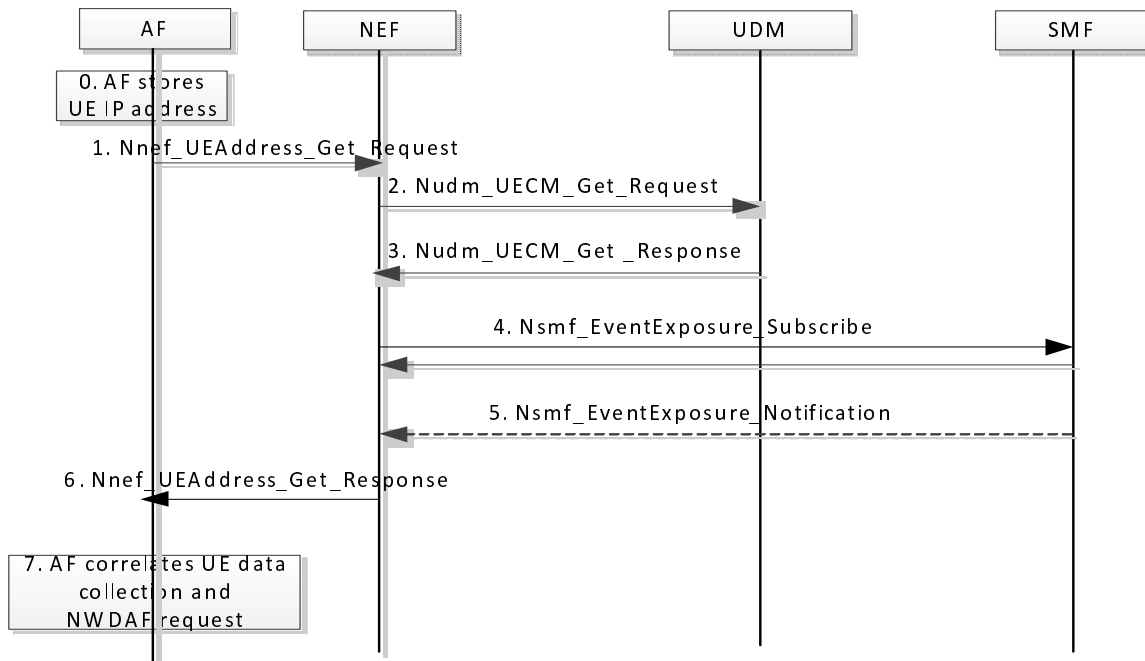 AF
NEF
UDM
SMF
0. AF stores
UE IP address
1. Nnef_UEAddress_Get_Request
2. Nudm_UECM_Get_Request
3. Nudm_UECM_Get _Response
4. Nsmf_EventExposure_Subscribe
5. Nsmf_EventExposure_Notification
6. Nnef_UEAddress_Get_Response
7. AF correlates UE data
collection and
NWDAF request